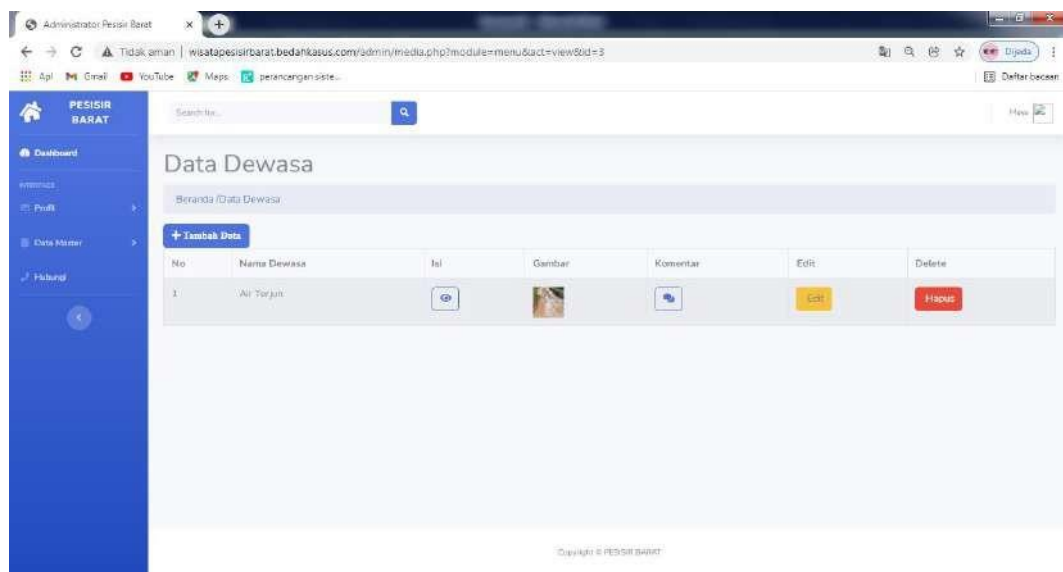 Administrator Pesisir Barat
Tidak aman | wisatapesisirbarat.bedahkasus.com/admin/media.php?module=menu&act=view&id=3
Dijeda
Apl
Gmail
YouTube
Maps
perancangan siste...
Daftar bacaan
PESISIR
BARAT
Search for...
Dashboard
INTERFACE
Profil
Data Master
Hubungi
Data Dewasa
Beranda /Data Dewasa
+ Tambah Data
No Nama Dewasa Isi Gambar Komentar Edit Delete
1 Air Terjun Edit Hapus
Copyright © PESISIR BARAT